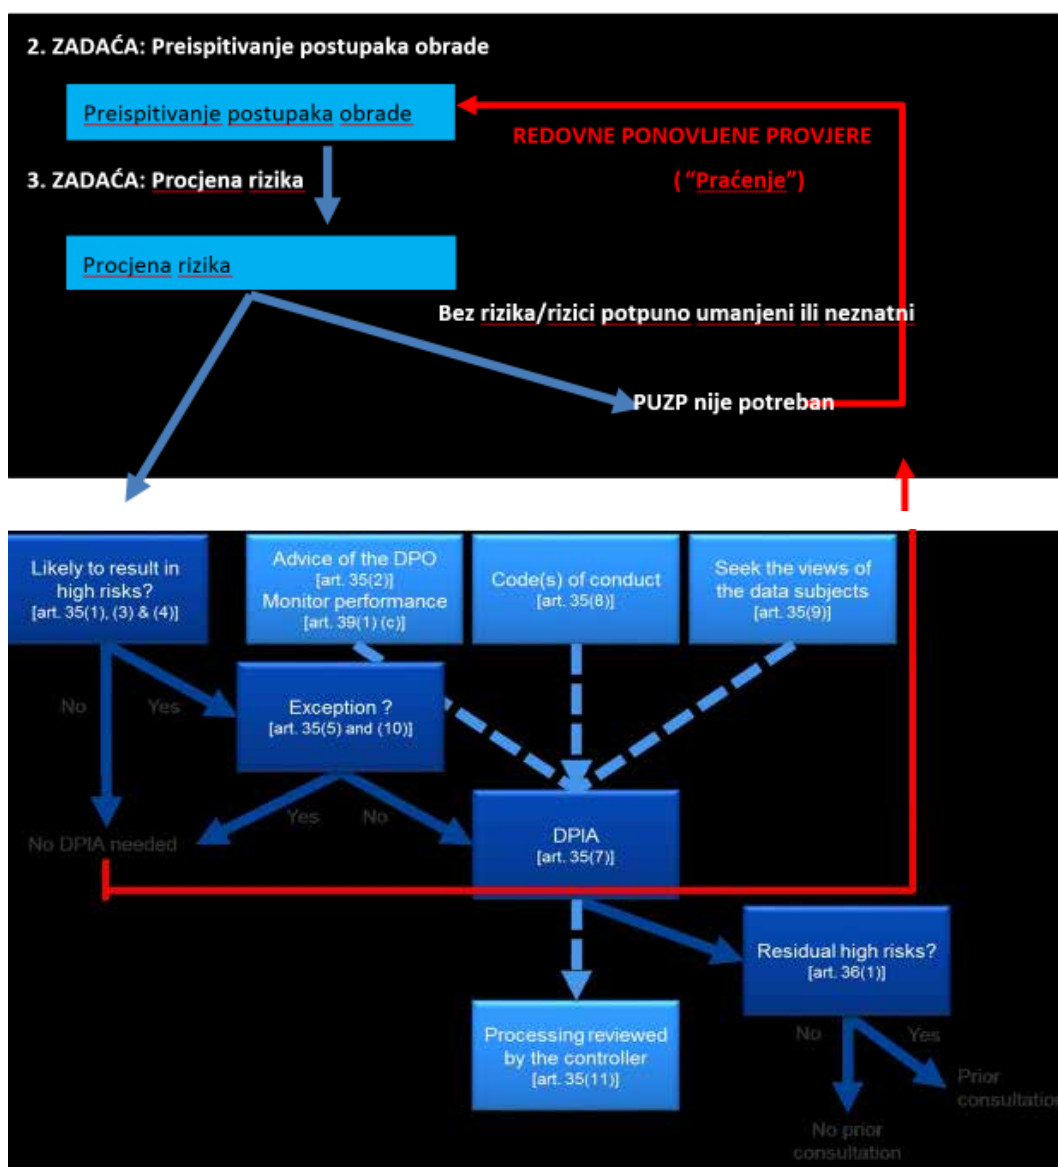 2. ZADAĆA: Preispitivanje postupaka obrade
Preispitivanje postupaka obrade
REDOVNE PONOVLJENE PROVJERE
( “Praćenje”)
3. ZADAĆA: Procjena rizika
Procjena rizika
Bez rizika/rizici potpuno umanjeni ili neznatni
PUZP nije potreban
Likely to result in
high risks?
[art. 35(1), (3) & (4)]
Advice of the DPO
[art. 35(2)]
Monitor performance
[art. 39(1) (c)]
Code(s) of conduct
[art. 35(8)]
Seek the views of
the data subjects
[art. 35(9)]
No
Yes
Exception ?
[art. 35(5) and (10)]
Yes
No
No DPIA needed
DPIA
[art. 35(7)]
Residual high risks?
[art. 36(1)]
Processing reviewed
by the controller
[art. 35(11)]
No
Yes
Prior
consultation
No prior
consultation